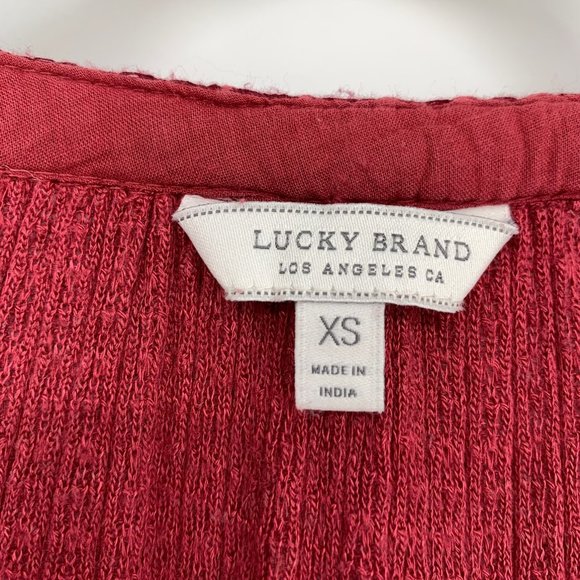 LUCKY BRAND
LOS ANGELES CA
XS
MADE IN
INDIA